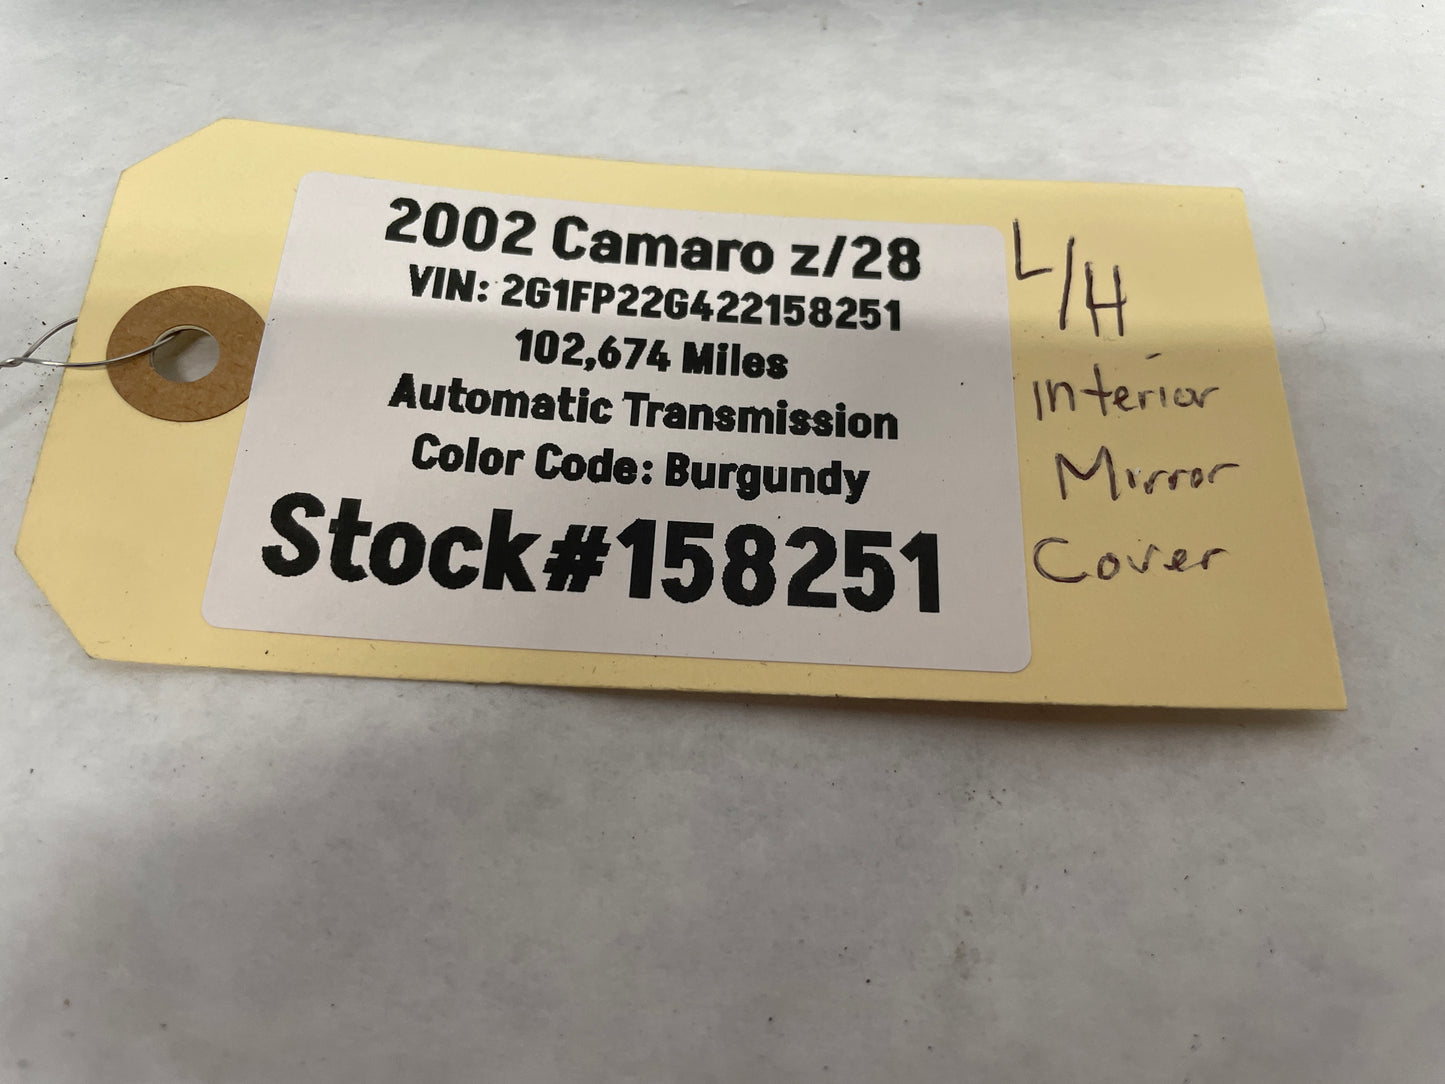 2002 Camaro z/28
VIN: 2G1FP22G422158251
102,674 Miles
Automatic Transmission
Color Code: Burgundy
Stock#158251
L/H
Interior
Mirror
Cover